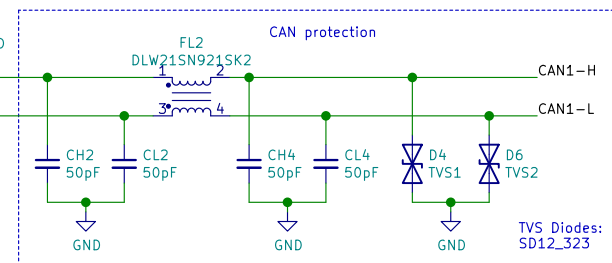 CAN protection
FL2
DLW21SN921SK2
1 2
3 4
CAN1-H
CAN1-L
CH2
50pF
CL2
50pF
CH4
50pF
CL4
50pF
D4
TVS1
D6
TVS2
GND
GND
GND
TVS Diodes:
SD12_323